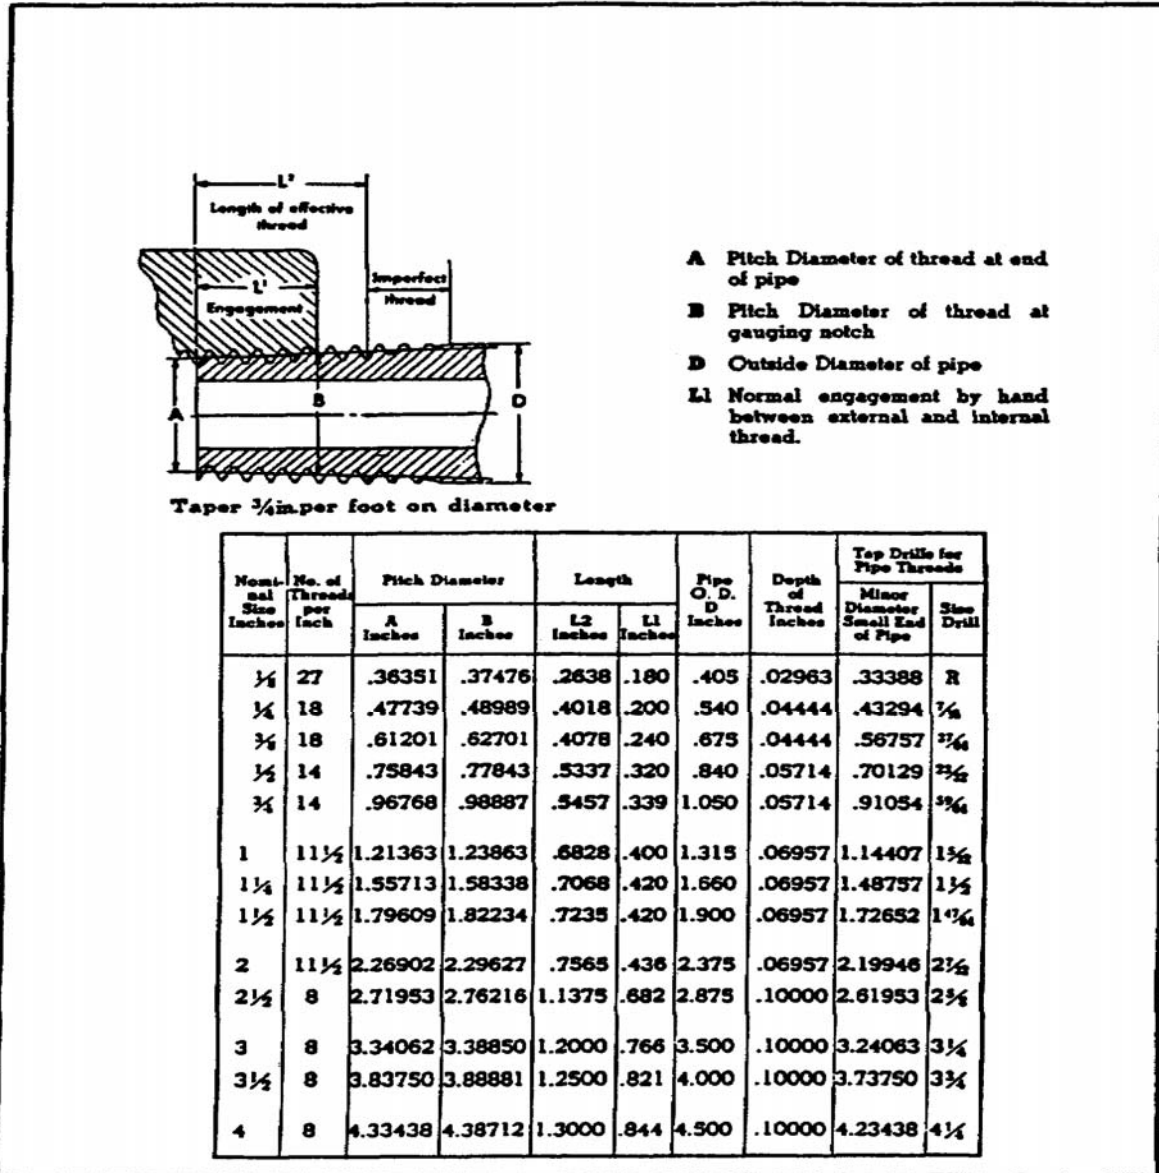 L²
Length of effective
thread
L¹
Engagement
Imperfect
thread
A
B
D
A Pitch Diameter of thread at end
of pipe
B Pitch Diameter of thread at
gauging notch
D Outside Diameter of pipe
L1 Normal engagement by hand
between external and internal
thread.
Taper ¾in.per foot on diameter
Nomi-
nal
Size
Inches
No. of
Threads
per
Inch
Pitch Diameter
A
Inches
B
Inches
Length
L2
Inches
L1
Inches
Pipe
O. D.
D
Inches
Depth
of
Thread
Inches
Tap Drills for
Pipe Threads
Minor
Diameter
Small End
of Pipe
Size
Drill
⅛ 27 .36351 .37476 .2638 .180 .405 .02963 .33388 R
¼ 18 .47739 .48989 .4018 .200 .540 .04444 .43294 7/16
⅜ 18 .61201 .62701 .4078 .240 .675 .04444 .56757 37/64
½ 14 .75843 .77843 .5337 .320 .840 .05714 .70129 23/32
¾ 14 .96768 .98887 .5457 .339 1.050 .05714 .91054 59/64
1 11½ 1.21363 1.23863 .6828 .400 1.315 .06957 1.14407 1 5/32
1¼ 11½ 1.55713 1.58338 .7068 .420 1.660 .06957 1.48757 1½
1½ 11½ 1.79609 1.82234 .7235 .420 1.900 .06957 1.72652 1 47/64
2 11½ 2.26902 2.29627 .7565 .436 2.375 .06957 2.19946 2 7/32
2½ 8 2.71953 2.76216 1.1375 .682 2.875 .10000 2.61953 2⅝
3 8 3.34062 3.38850 1.2000 .766 3.500 .10000 3.24063 3¼
3½ 8 3.83750 3.88881 1.2500 .821 4.000 .10000 3.73750 3¾
4 8 4.33438 4.38712 1.3000 .844 4.500 .10000 4.23438 4¼